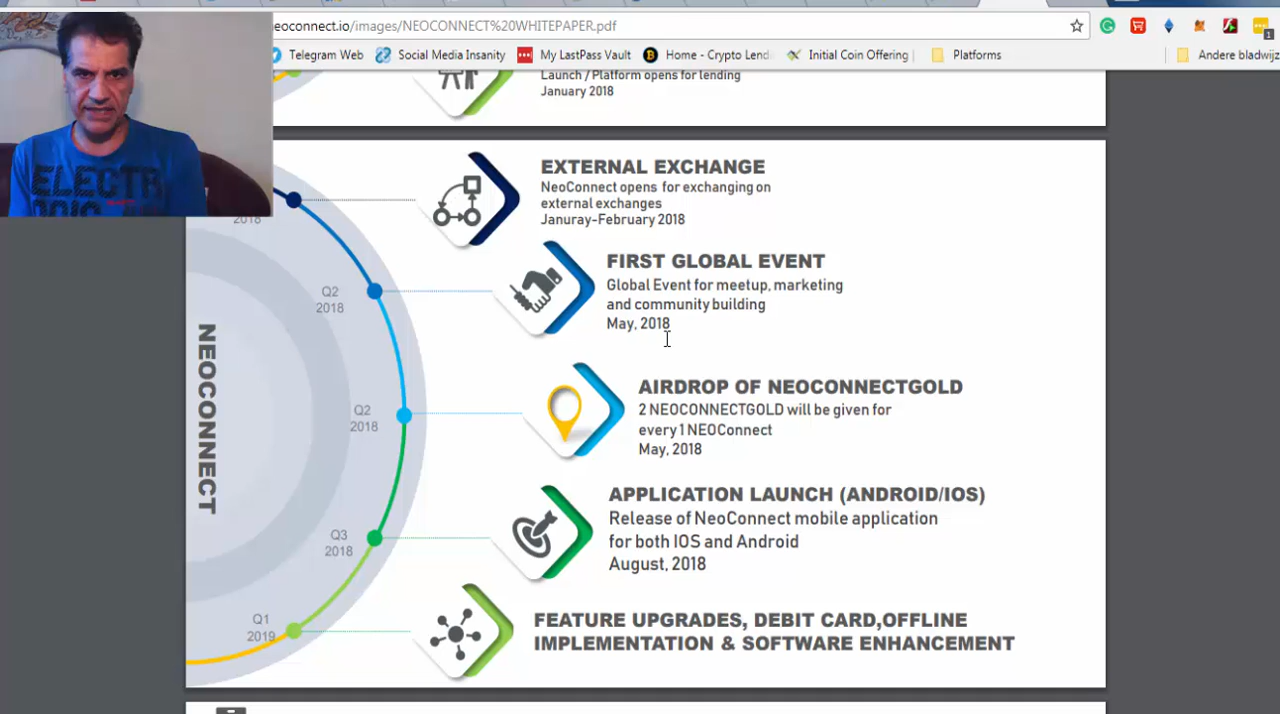 neoconnect.io/images/NEOCONNECT%20WHITEPAPER.pdf
Telegram Web
Social Media Insanity
My LastPass Vault
Home - Crypto Lendi
Initial Coin Offering |
Platforms
Andere bladwijz
1
Launch / Platform opens for lending
January 2018
EXTERNAL EXCHANGE
NeoConnect opens for exchanging on
external exchanges
Januray-February 2018
2018
FIRST GLOBAL EVENT
Global Event for meetup, marketing
and community building
May, 2018
Q2
2018
AIRDROP OF NEOCONNECTGOLD
2 NEOCONNECTGOLD will be given for
every 1 NEOConnect
May, 2018
Q2
2018
APPLICATION LAUNCH (ANDROID/IOS)
Release of NeoConnect mobile application
for both IOS and Android
August, 2018
Q3
2018
FEATURE UPGRADES, DEBIT CARD,OFFLINE
IMPLEMENTATION & SOFTWARE ENHANCEMENT
Q1
2019
NEOCONNECT
ELECTR